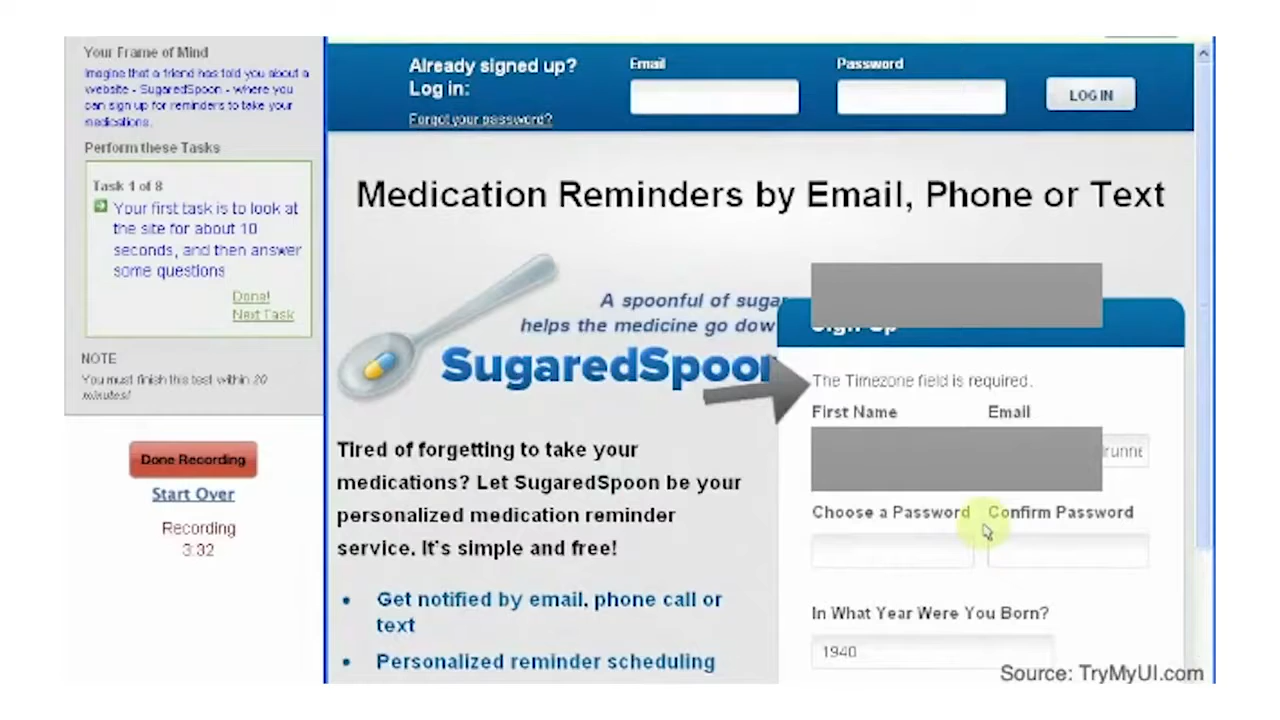 Your Frame of Mind
Imagine that a friend has told you about a
website - SugaredSpoon - where you
can sign up for reminders to take your
medications.
Perform these Tasks
Task 1 of 8
Your first task is to look at
the site for about 10
seconds, and then answer
some questions
Done!
Next Task
NOTE
You must finish this test within 20
minutes!
Done Recording
Start Over
Recording
3:32
Already signed up?
Log in:
Forgot your password?
Email
Password
LOG IN
Medication Reminders by Email, Phone or Text
A spoonful of sugar
helps the medicine go dow
SugaredSpoon
Tired of forgetting to take your
medications? Let SugaredSpoon be your
personalized medication reminder
service. It's simple and free!
• Get notified by email, phone call or
text
• Personalized reminder scheduling
Sign Up
The Timezone field is required.
First Name
Email
runne
Choose a Password
Confirm Password
In What Year Were You Born?
1940
Source: TryMyUI.com